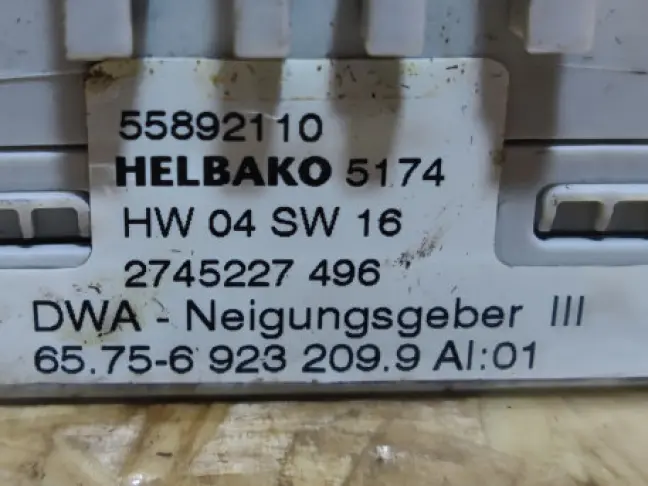 55892110
HELBAKO 5174
HW 04 SW 16
2745227 496
DWA - Neigungsgeber III
65.75-6 923 209.9 AI:01